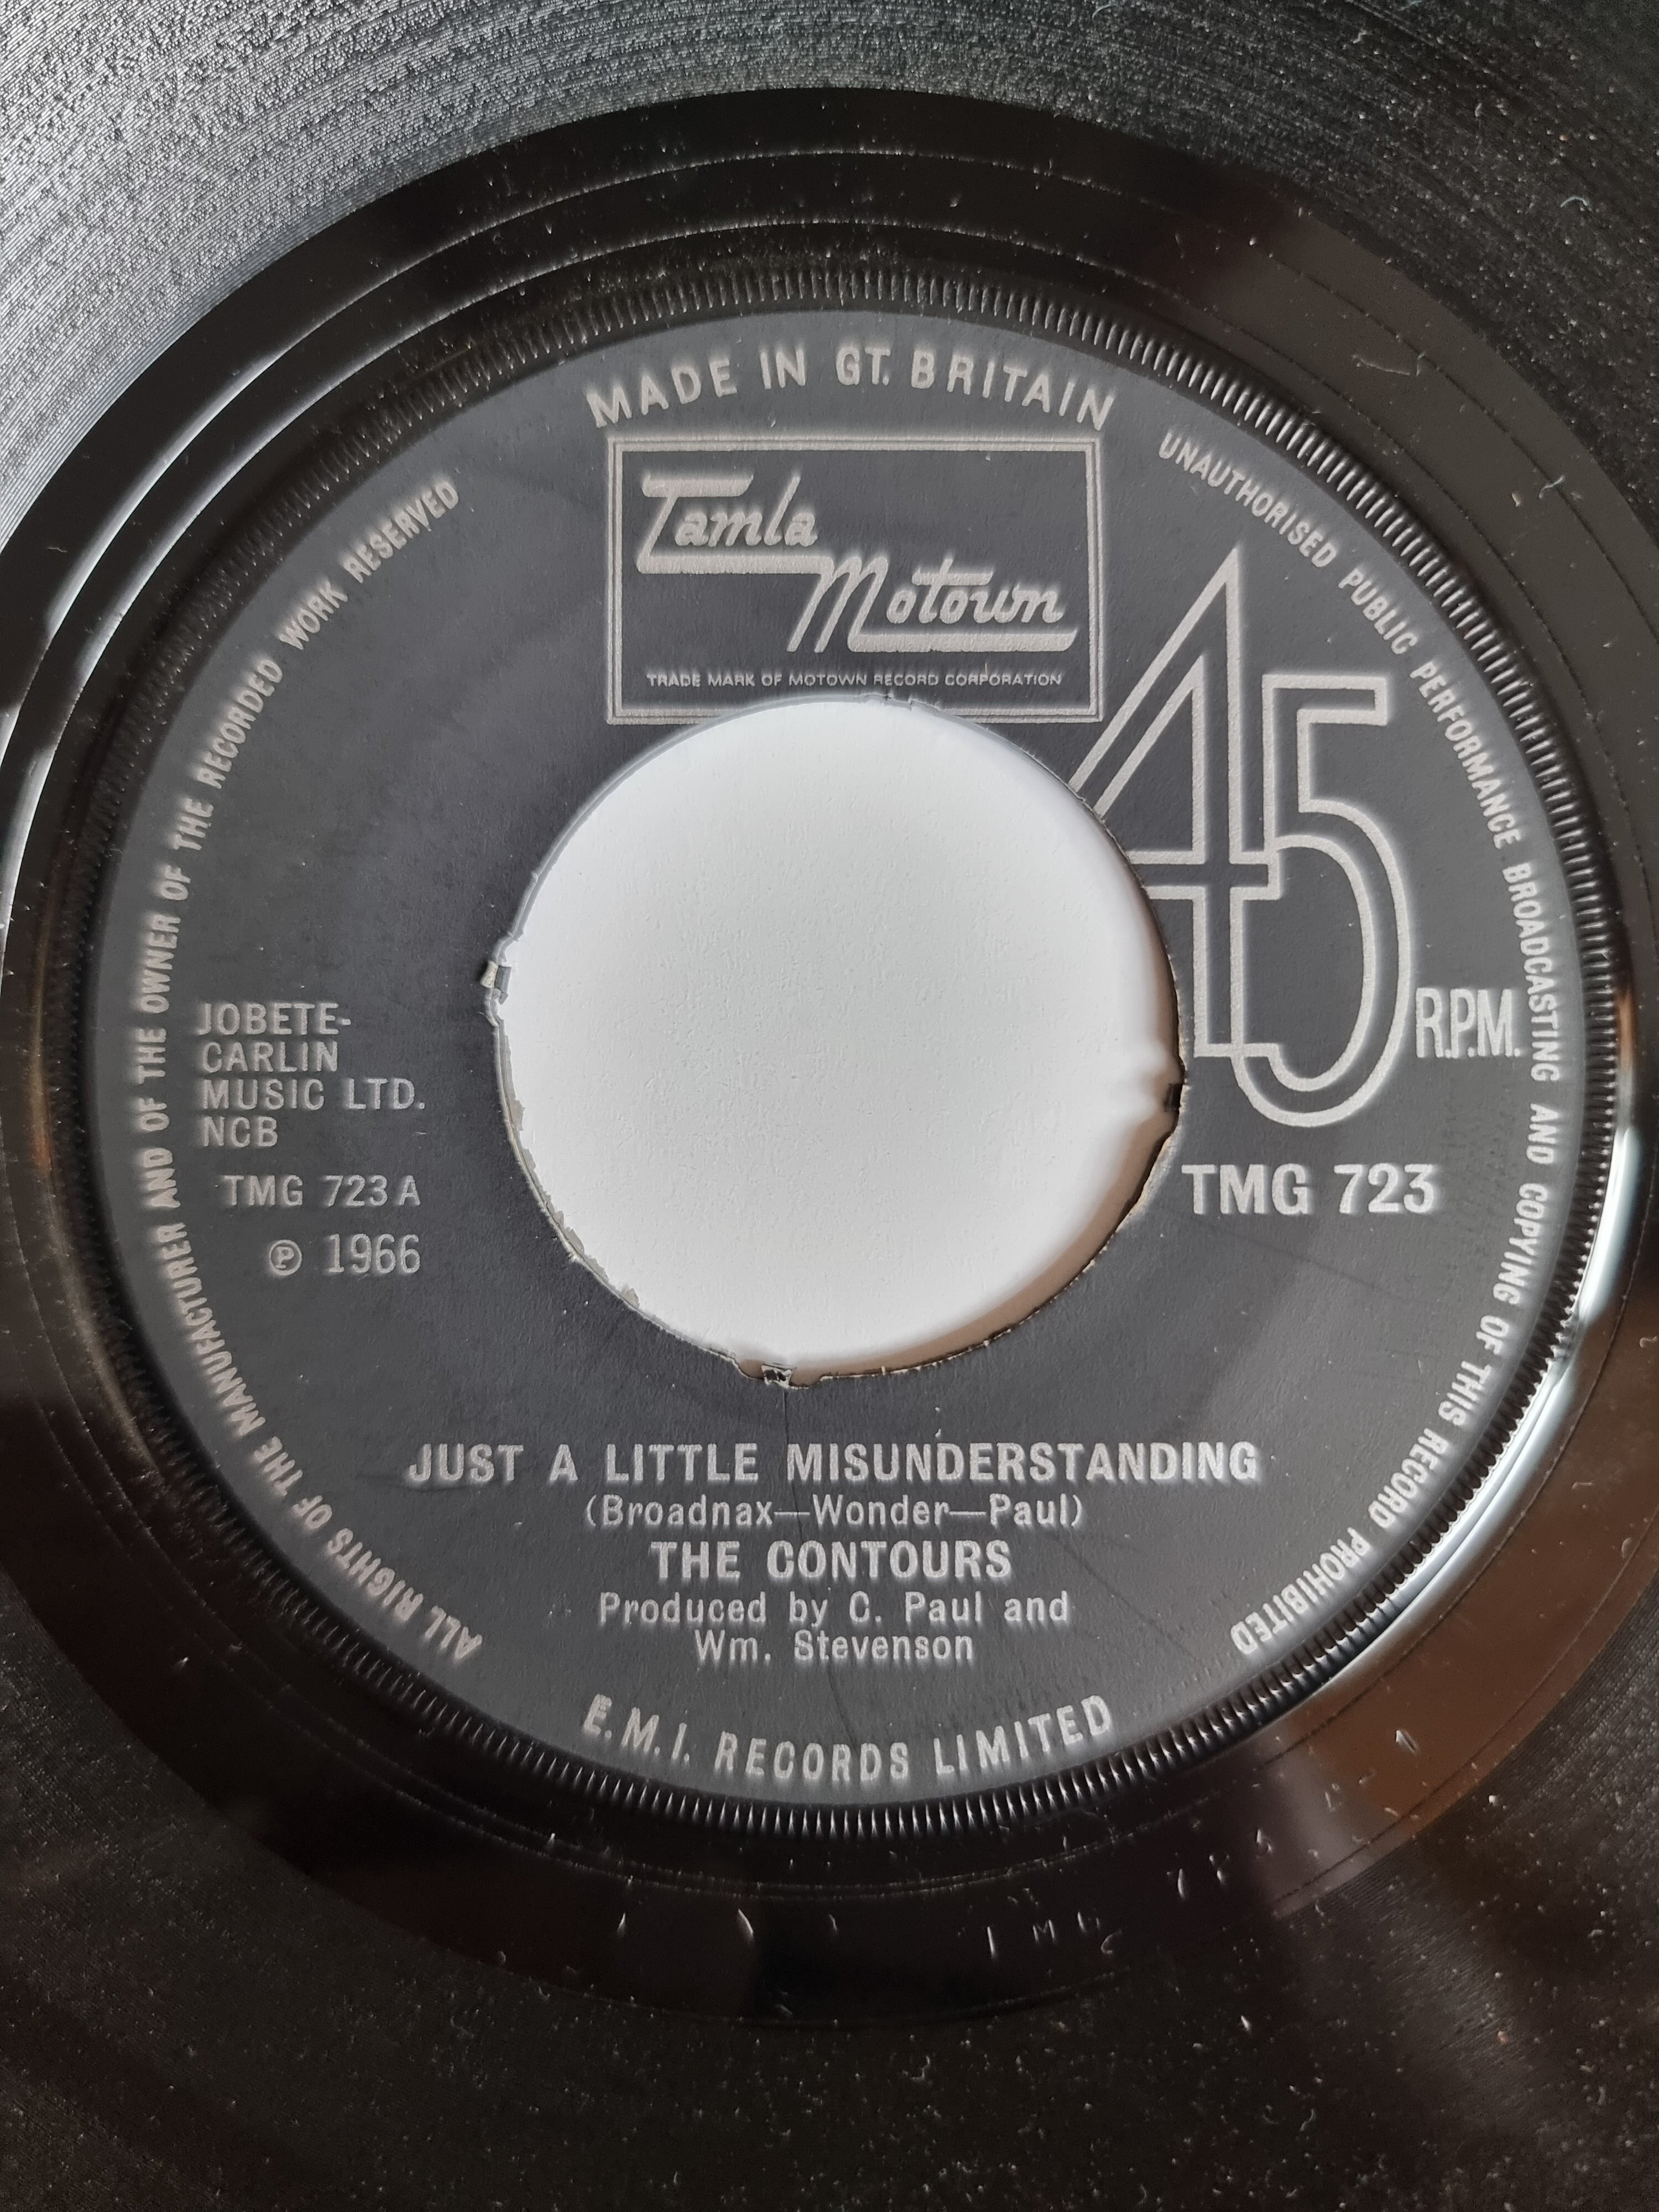 MADE IN GT. BRITAIN
Tamla
Motown
TRADE MARK OF MOTOWN RECORD CORPORATION
45
R.P.M.
UNAUTHORISED PUBLIC PERFORMANCE BROADCASTING AND COPYING OF THIS RECORD PROHIBITED
ALL RIGHTS OF THE MANUFACTURER AND OF THE OWNER OF THE RECORDED WORK RESERVED
JOBETE-
CARLIN
MUSIC LTD.
NCB
TMG 723 A
℗ 1966
TMG 723
JUST A LITTLE MISUNDERSTANDING
(Broadnax—Wonder—Paul)
THE CONTOURS
Produced by C. Paul and
Wm. Stevenson
E.M.I. RECORDS LIMITED